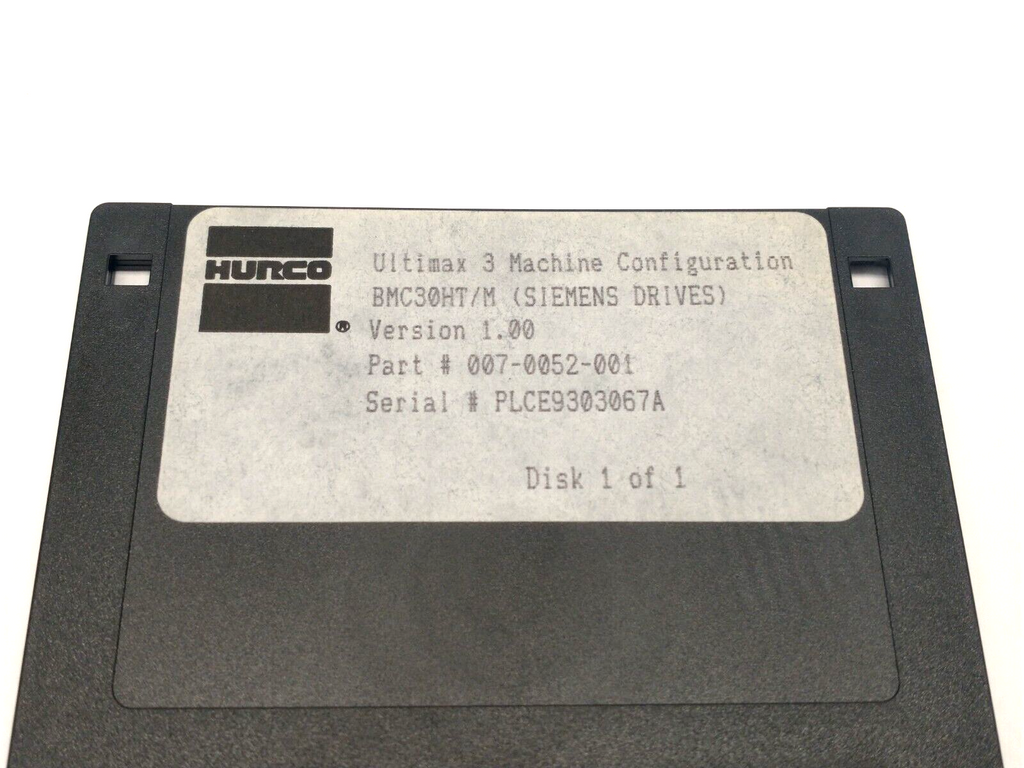 HURCO®
Ultimax 3 Machine Configuration
BMC30HT/M (SIEMENS DRIVES)
Version 1.00
Part # 007-0052-001
Serial # PLCE9303067A
Disk 1 of 1